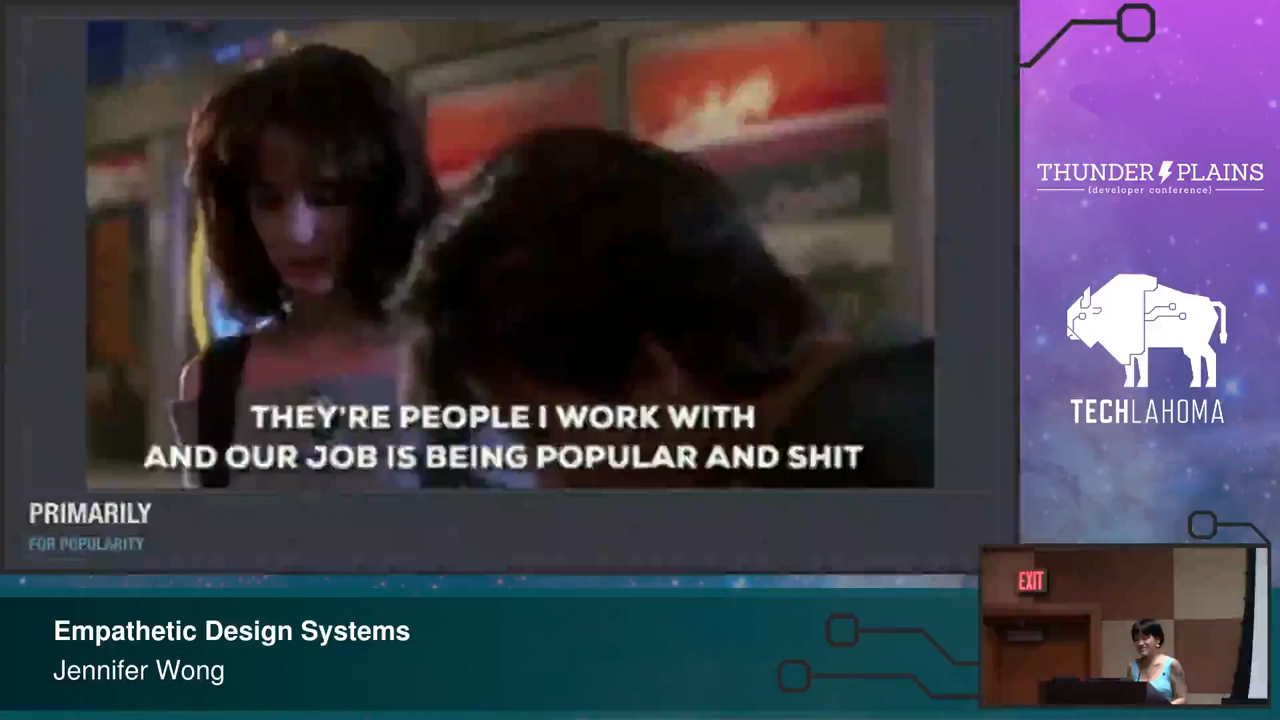 THEY'RE PEOPLE I WORK WITH
AND OUR JOB IS BEING POPULAR AND SHIT
PRIMARILY
FOR POPULARITY
THUNDER PLAINS
{developer conference}
TECHLAHOMA
EXIT
Empathetic Design Systems
Jennifer Wong